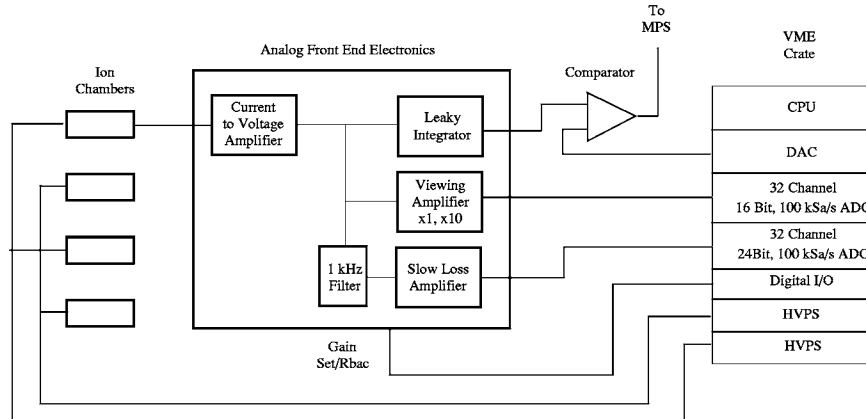 To
MPS
VME
Crate
Analog Front End Electronics
Ion
Chambers
Comparator
Current
to Voltage
Amplifier
Leaky
Integrator
CPU
DAC
Viewing
Amplifier
x1, x10
32 Channel
16 Bit, 100 kSa/s ADC
1 kHz
Filter
Slow Loss
Amplifier
32 Channel
24Bit, 100 kSa/s ADC
Digital I/O
HVPS
HVPS
Gain
Set/Rbac